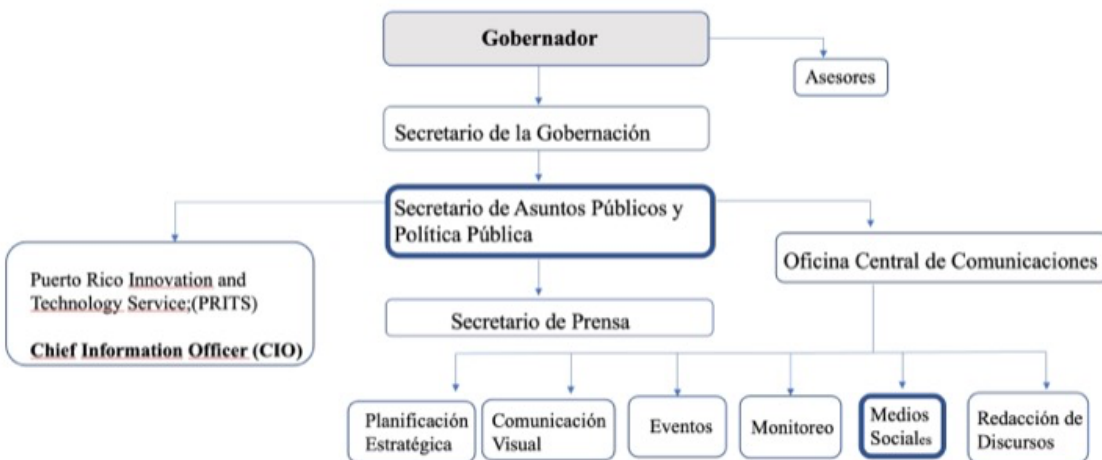 Gobernador
Asesores
Secretario de la Gobernación
Secretario de Asuntos Públicos y
Política Pública
Puerto Rico Innovation and
Technology Service;(PRITS)
Chief Information Officer (CIO)
Oficina Central de Comunicaciones
Secretario de Prensa
Planificación
Estratégica
Comunicación
Visual
Eventos
Monitoreo
Medios
Sociales
Redacción de
Discursos